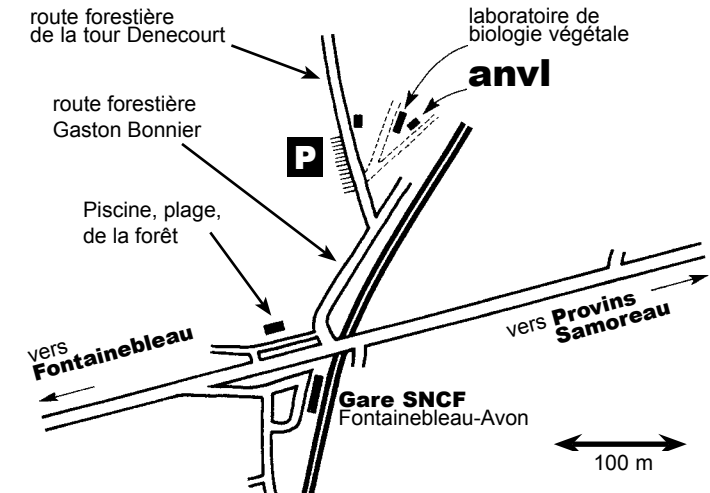 route forestière
de la tour Denecourt
laboratoire de
biologie végétale
anvl
route forestière
Gaston Bonnier
P
Piscine, plage,
de la forêt
vers
Fontainebleau
vers Provins
Samoreau
Gare SNCF
Fontainebleau-Avon
100 m